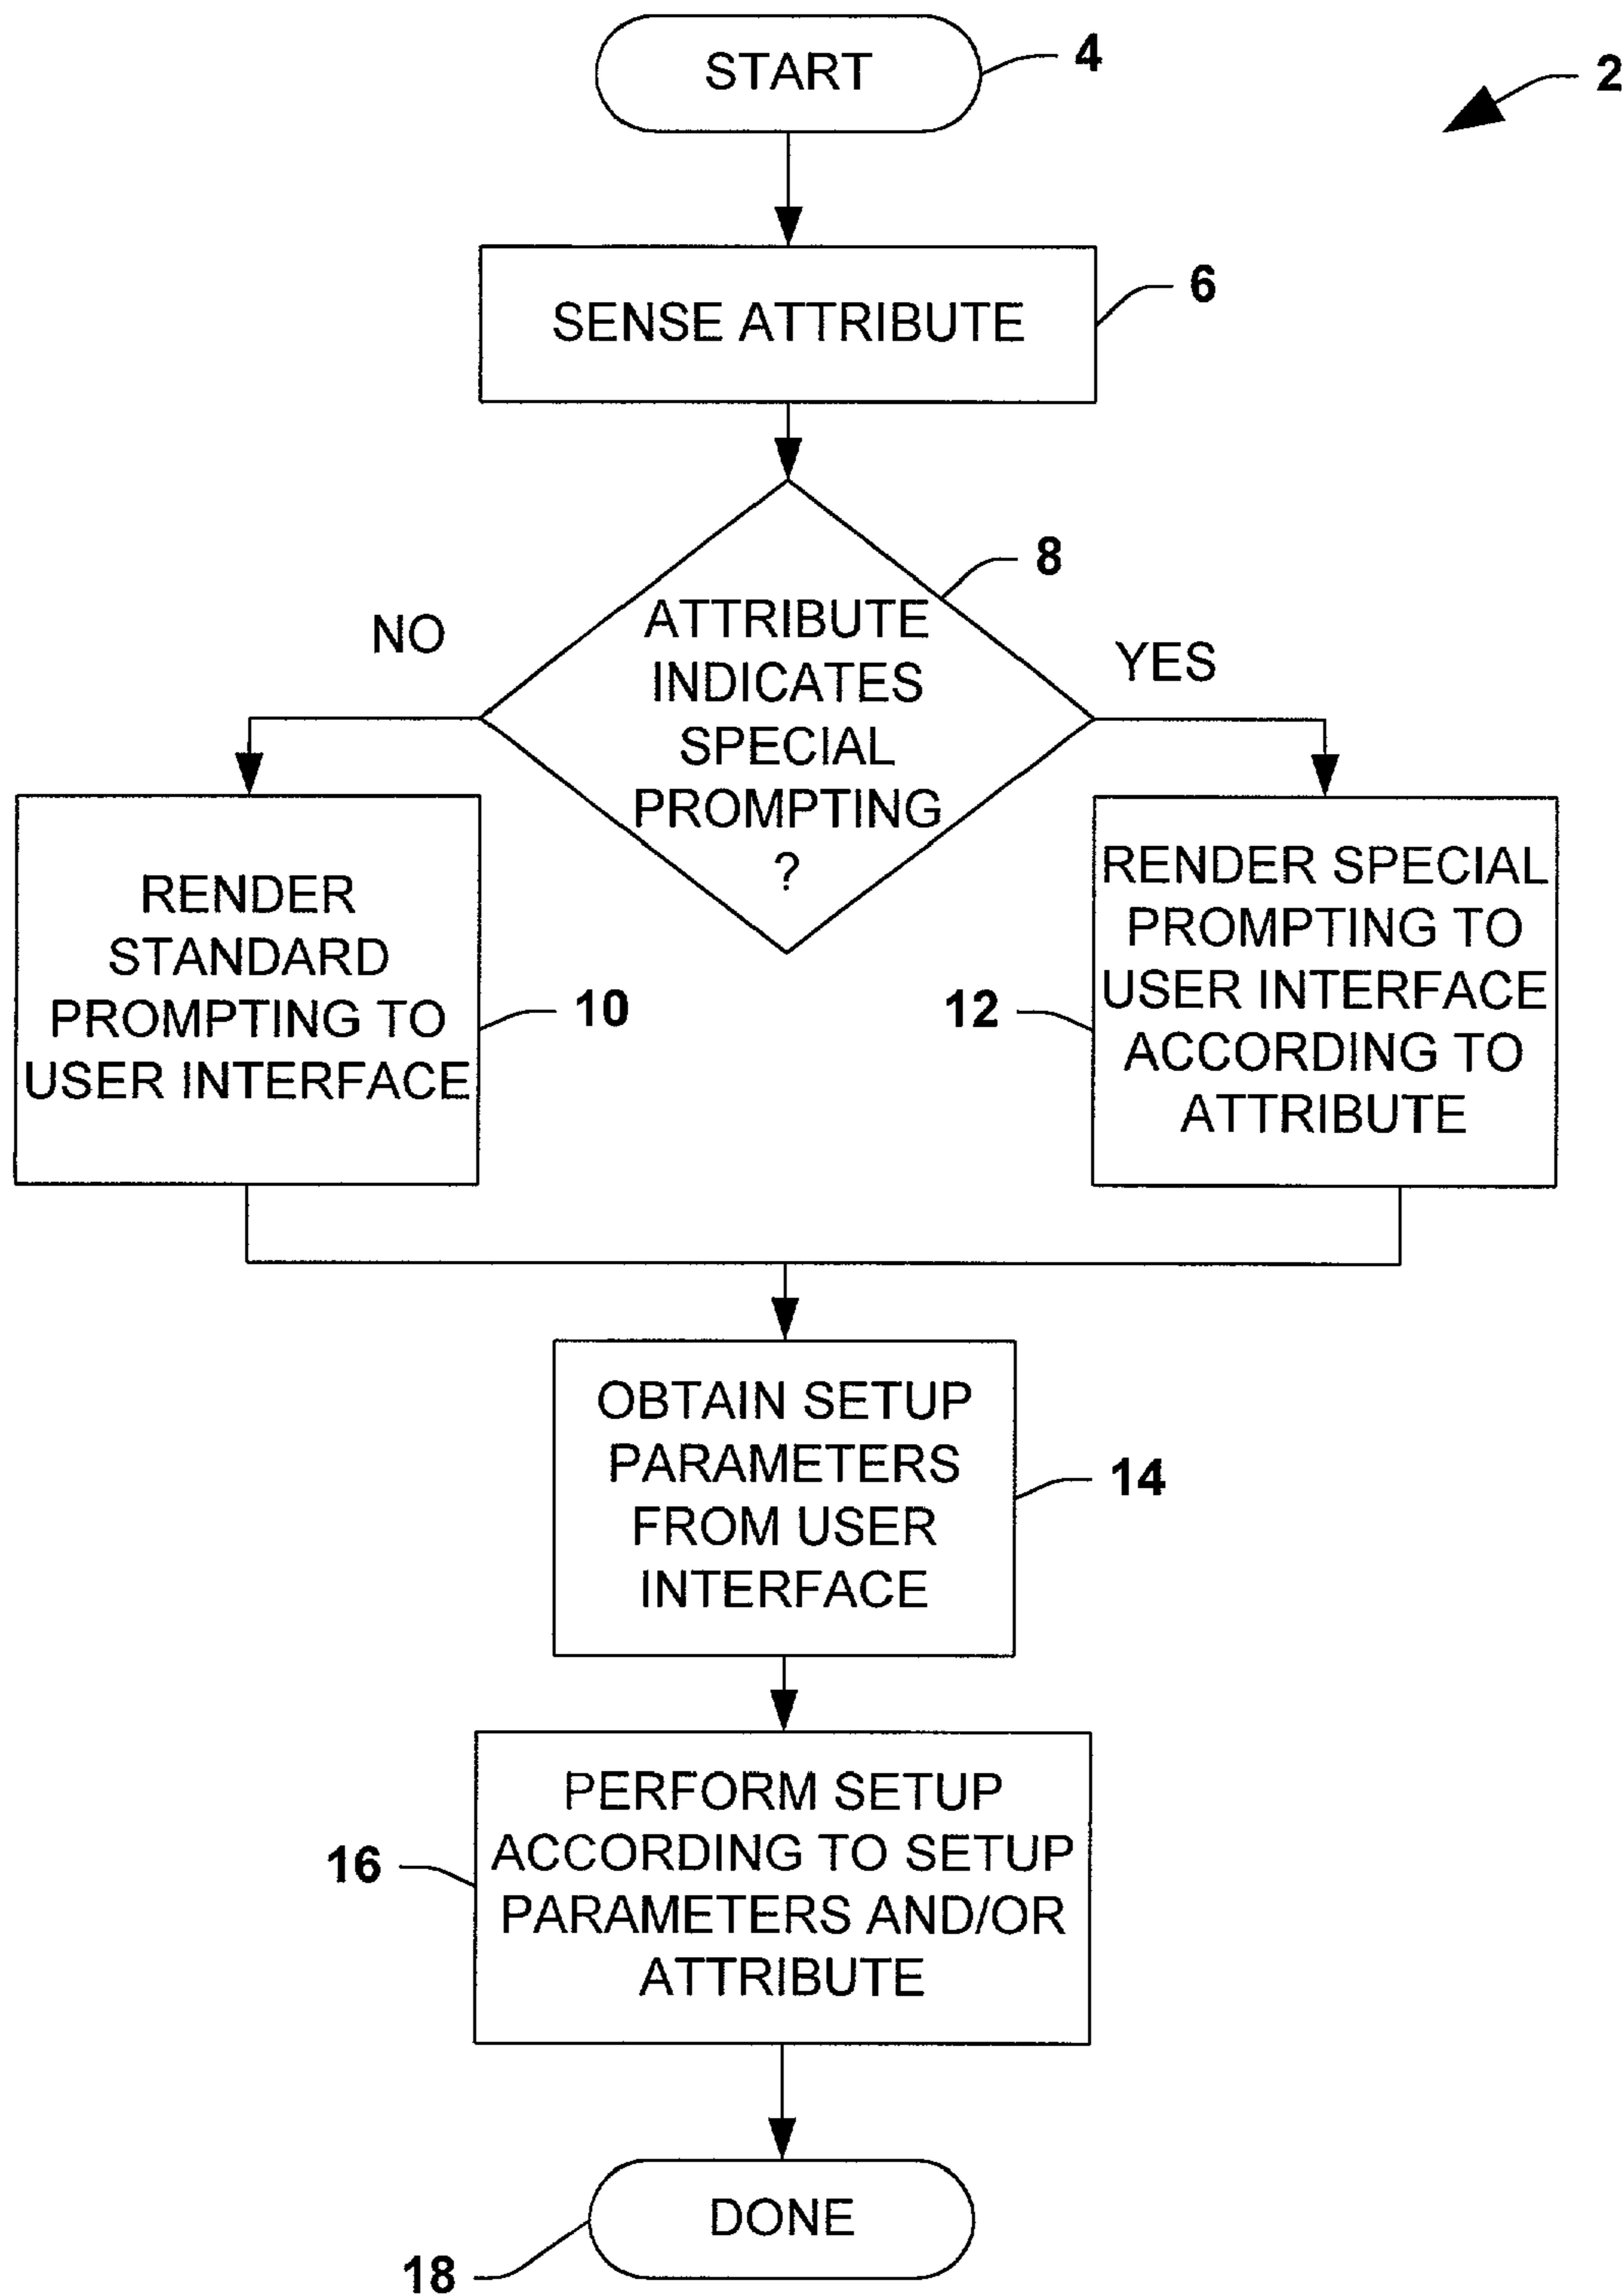 START
4
2
SENSE ATTRIBUTE
6
8
ATTRIBUTE
INDICATES
SPECIAL
PROMPTING
?
NO
YES
RENDER
STANDARD
PROMPTING TO
USER INTERFACE
10
12
RENDER SPECIAL
PROMPTING TO
USER INTERFACE
ACCORDING TO
ATTRIBUTE
OBTAIN SETUP
PARAMETERS
FROM USER
INTERFACE
14
PERFORM SETUP
ACCORDING TO SETUP
PARAMETERS AND/OR
ATTRIBUTE
16
DONE
18